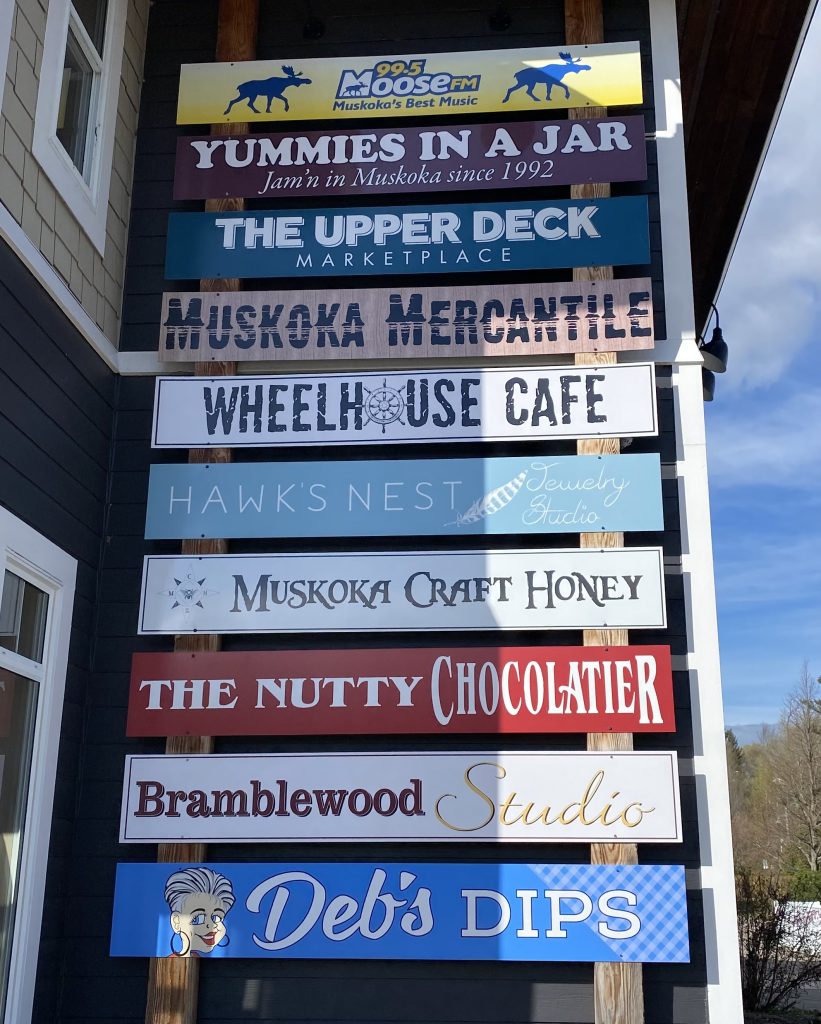 99.5
MooseFM
Muskoka's Best Music
YUMMIES IN A JAR
Jam'n in Muskoka since 1992
THE UPPER DECK
MARKETPLACE
MUSKOKA MERCANTILE
WHEELHOUSE CAFE
HAWK'S NEST Jewelry
Studio
C
M H
MUSKOKA CRAFT HONEY
THE NUTTY CHOCOLATIER
Bramblewood Studio
Deb's DIPS